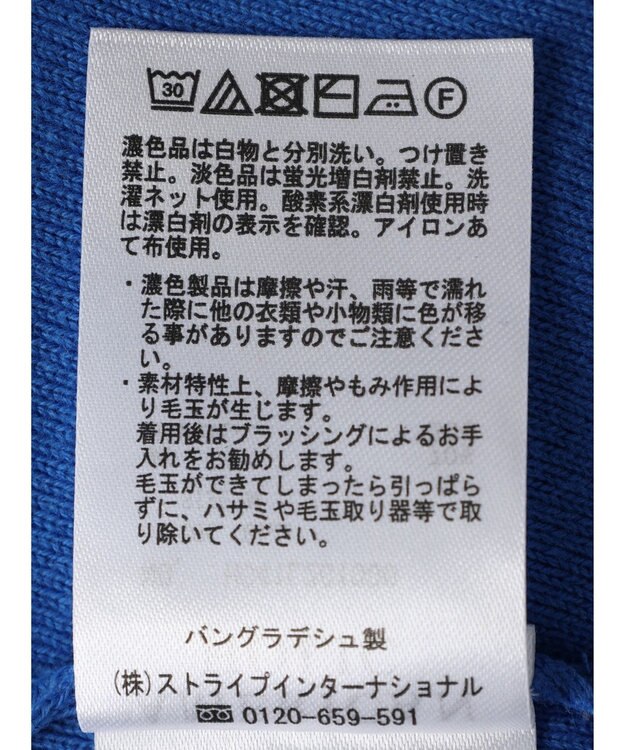 30 F
濃色品は白物と分別洗い。つけ置き
禁止。淡色品は蛍光増白剤禁止。洗
濯ネット使用。酸素系漂白剤使用時
は漂白剤の表示を確認。アイロンあ
て布使用。
・濃色製品は摩擦や汗、雨等で濡れ
た際に他の衣類や小物類に色が移
る事がありますのでご注意くださ
い。
・素材特性上、摩擦やもみ作用によ
り毛玉が生じます。
着用後はブラッシングによるお手
入れをお勧めします。
毛玉ができてしまったら引っぱら
ずに、ハサミや毛玉取り器等で取
り除いてください。
バングラデシュ製
(株)ストライプインターナショナル
0120-659-591